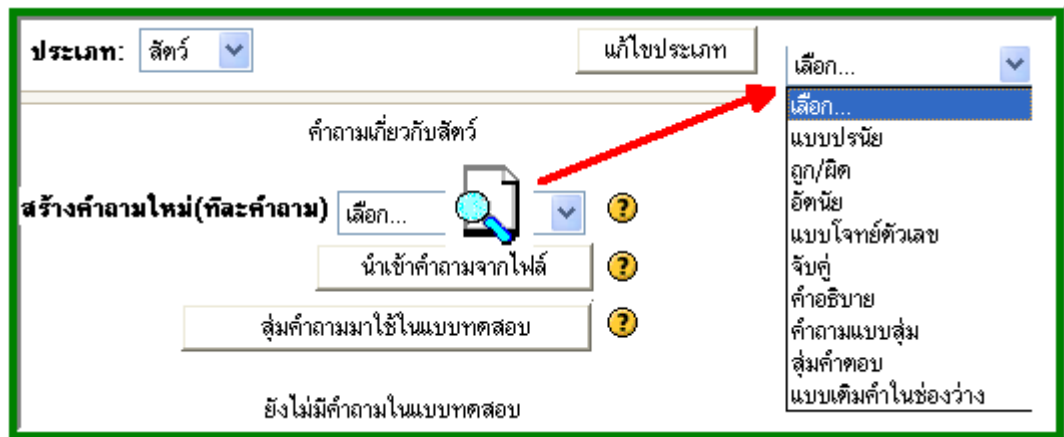 ประเภท: สัตว์
แก้ไขประเภท
คำถามเกี่ยวกับสัตว์
สร้างคำถามใหม่(ทีละคำถาม) เลือก...
นำเข้าคำถามจากไฟล์
สุ่มคำถามมาใช้ในแบบทดสอบ
ยังไม่มีคำถามในแบบทดสอบ
เลือก...
เลือก...
แบบปรนัย
ถูก/ผิด
อัตนัย
แบบโจทย์ตัวเลข
จับคู่
คำอธิบาย
คำถามแบบสุ่ม
สุ่มคำตอบ
แบบเติมคำในช่องว่าง